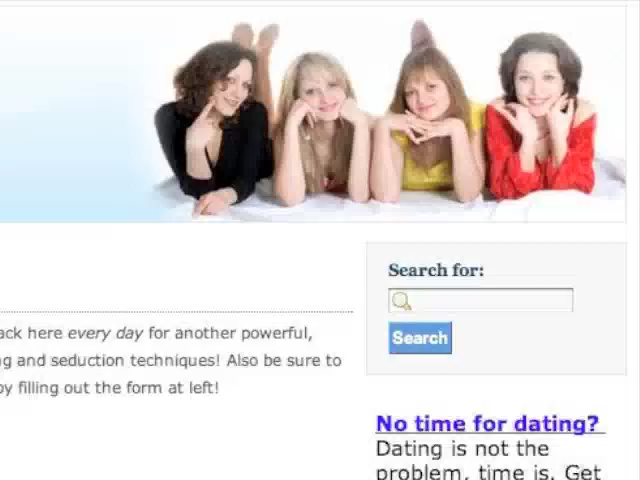 Search for:
Search
ack here every day for another powerful,
ng and seduction techniques! Also be sure to
by filling out the form at left!
No time for dating?
Dating is not the
problem, time is. Get